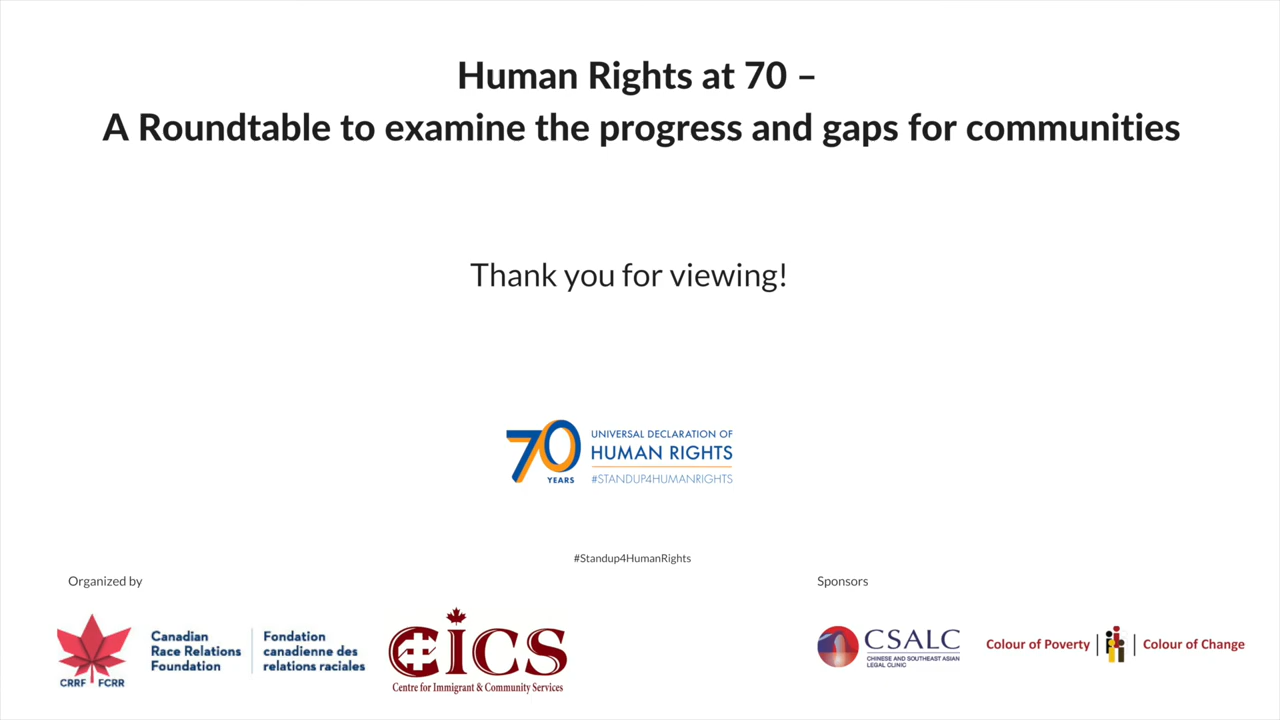 Human Rights at 70 –
A Roundtable to examine the progress and gaps for communities
Thank you for viewing!
70 YEARS
UNIVERSAL DECLARATION OF
HUMAN RIGHTS
#STANDUP4HUMANRIGHTS
#Standup4HumanRights
Organized by
Canadian
Race Relations
Foundation
Fondation
canadienne des
relations raciales
CRRF FCRR
CICS
Centre for Immigrant & Community Services
Sponsors
CSALC
CHINESE AND SOUTHEAST ASIAN
LEGAL CLINIC
Colour of Poverty | | Colour of Change